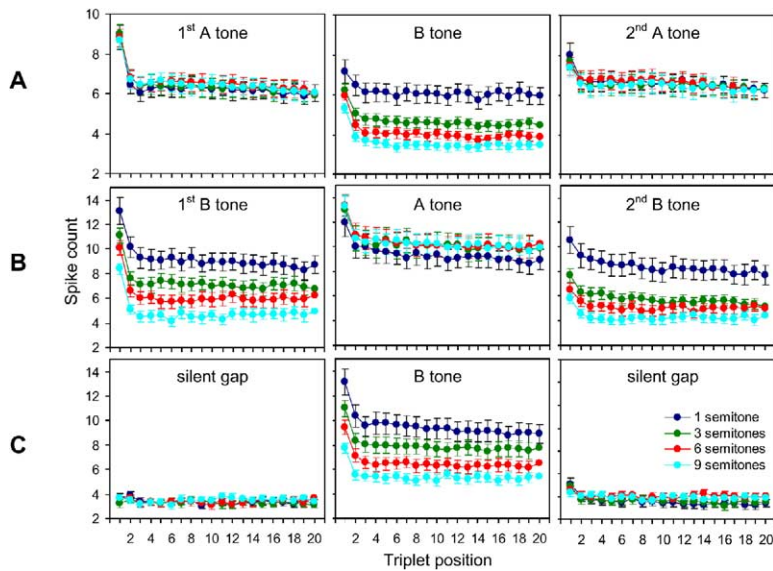 1st A tone
B tone
2nd A tone
A
10
8
6
4
2
1st B tone
A tone
2nd B tone
B
Spike count
14
12
10
8
6
4
2
silent gap
B tone
silent gap
C
14
12
10
8
6
4
2
1 semitone
3 semitones
6 semitones
9 semitones
2 4 6 8 10 12 14 16 18 20
2 4 6 8 10 12 14 16 18 20
2 4 6 8 10 12 14 16 18 20
Triplet position